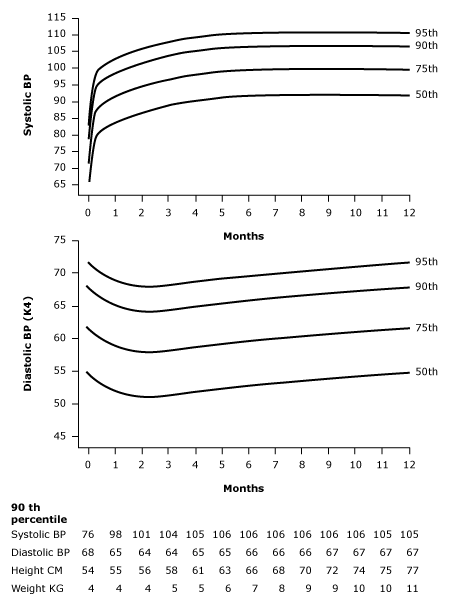 115
110
105
100
95
90
85
80
75
70
65
Systolic BP
95th
90th
75th
50th
0 1 2 3 4 5 6 7 8 9 10 11 12
Months
75
70
65
60
55
50
45
Diastolic BP (K4)
95th
90th
75th
50th
0 1 2 3 4 5 6 7 8 9 10 11 12
Months
90 th
percentile
Systolic BP 76 98 101 104 105 106 106 106 106 106 106 105 105
Diastolic BP 68 65 64 64 65 65 66 66 66 67 67 67 67
Height CM 54 55 56 58 61 63 66 68 70 72 74 75 77
Weight KG 4 4 4 5 5 6 7 8 9 9 10 10 11